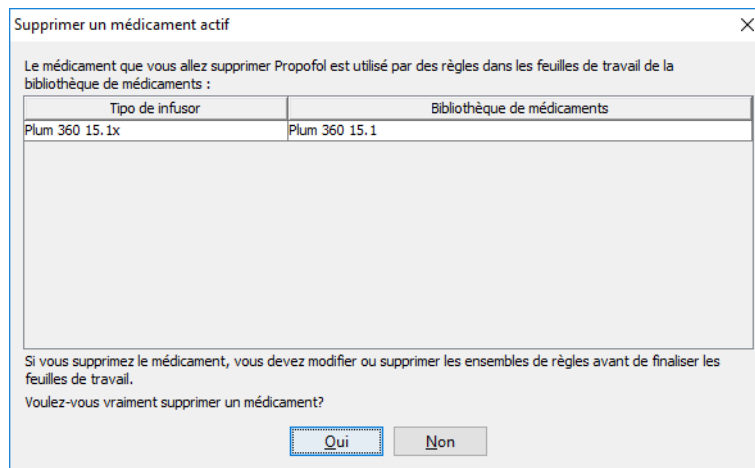 Supprimer un médicament actif
Le médicament que vous allez supprimer Propofol est utilisé par des règles dans les feuilles de travail de la
bibliothèque de médicaments :
Tipo de infusor Bibliothèque de médicaments
Plum 360 15.1x Plum 360 15.1
Si vous supprimez le médicament, vous devez modifier ou supprimer les ensembles de règles avant de finaliser les
feuilles de travail.
Voulez-vous vraiment supprimer un médicament?
Oui Non